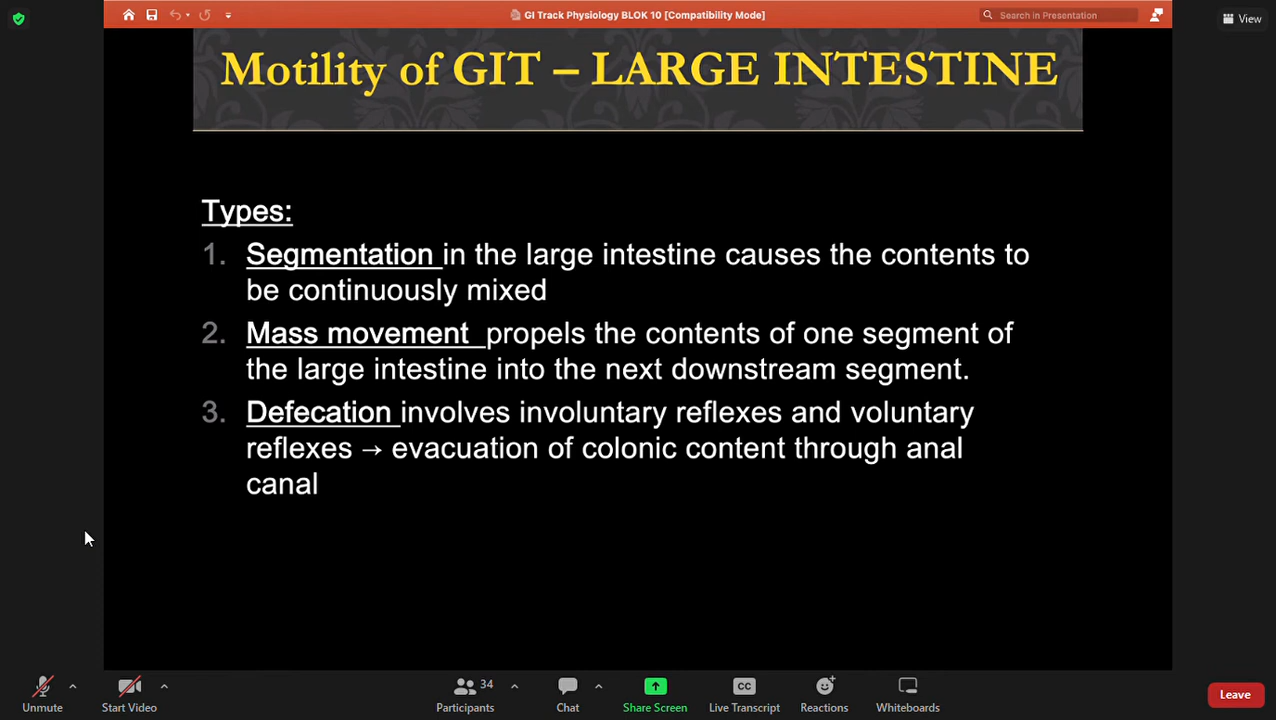 GI Track Physiology BLOK 10 [Compatibility Mode]
Search in Presentation
View
Motility of GIT – LARGE INTESTINE
Types:
1. Segmentation in the large intestine causes the contents to
be continuously mixed
2. Mass movement propels the contents of one segment of
the large intestine into the next downstream segment.
3. Defecation involves involuntary reflexes and voluntary
reflexes → evacuation of colonic content through anal
canal
34
CC
Unmute
Start Video
Participants
Chat
Share Screen
Live Transcript
Reactions
Whiteboards
Leave